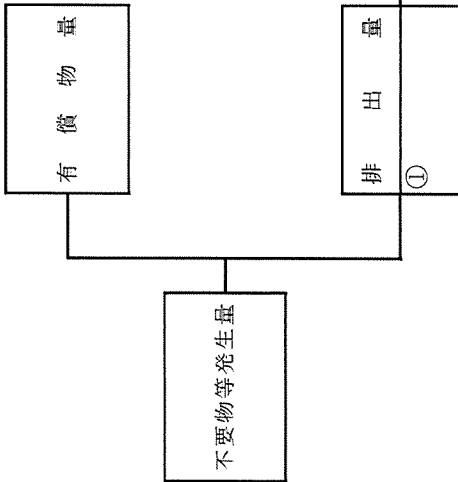 有償物量
排出量
①
不要物等発生量